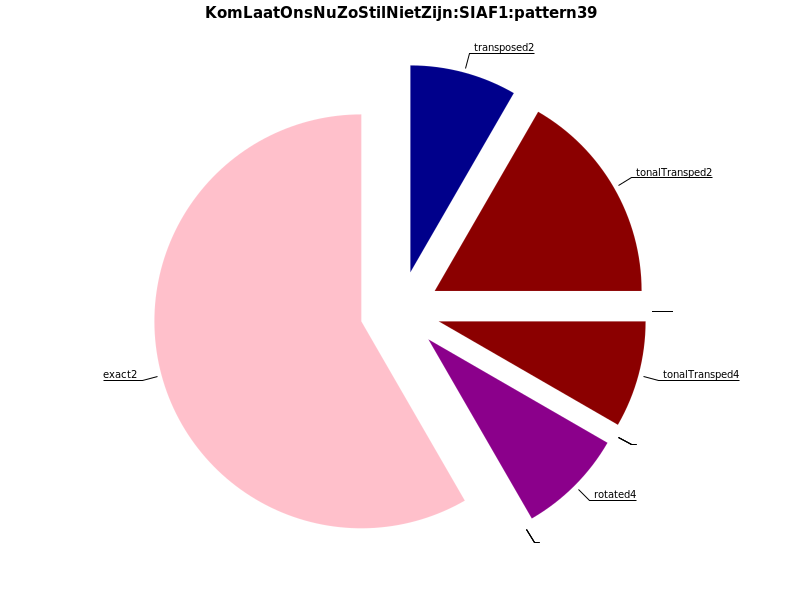 KomLaatOnsNuZoStilNietZijn:SIAF1:pattern39
transposed2
tonalTransped2
exact2
tonalTransped4
rotated4